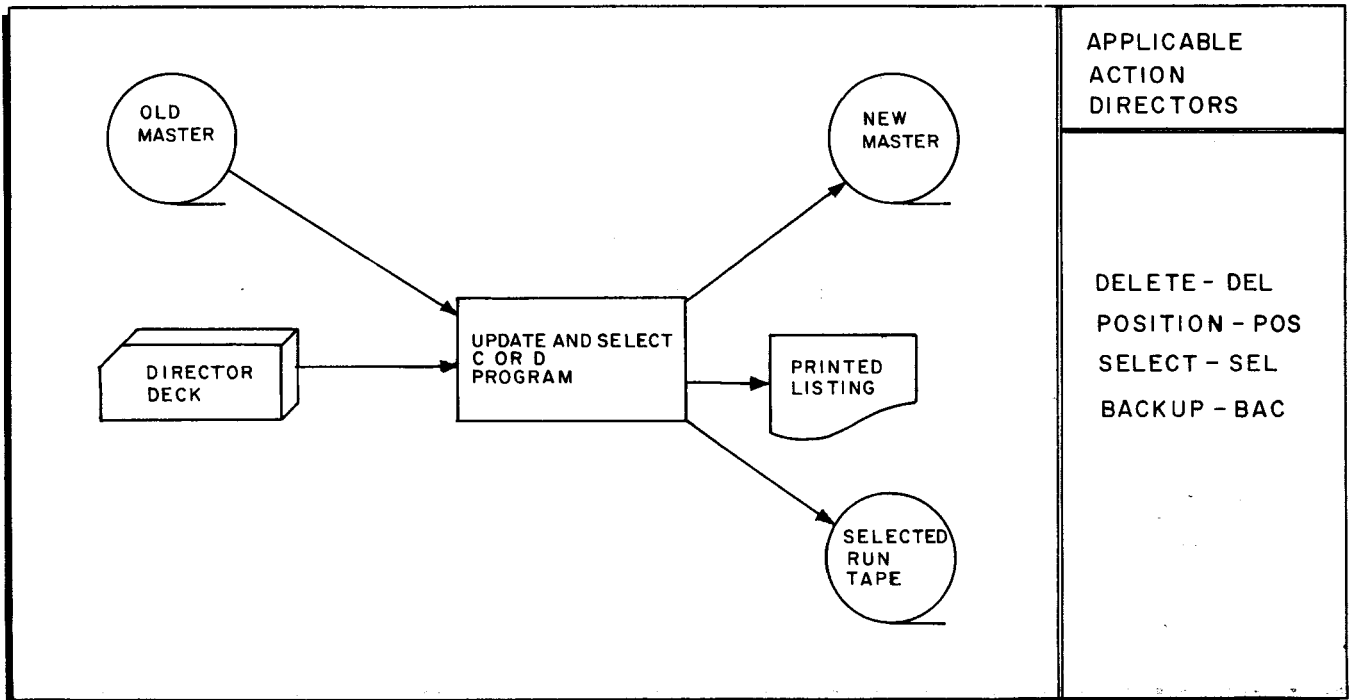 OLD
MASTER
DIRECTOR
DECK
UPDATE AND SELECT
C OR D
PROGRAM
NEW
MASTER
PRINTED
LISTING
SELECTED
RUN
TAPE
APPLICABLE
ACTION
DIRECTORS
DELETE - DEL
POSITION - POS
SELECT - SEL
BACKUP - BAC